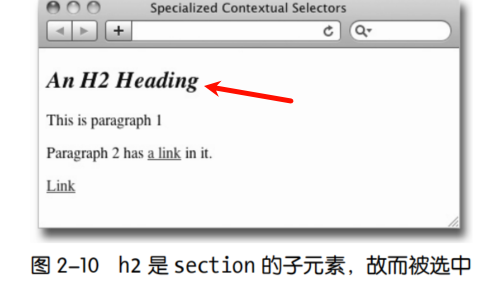 Specialized Contextual Selectors
An H2 Heading
This is paragraph 1
Paragraph 2 has a link in it.
Link
图 2-10 h2 是 section 的子元素，故而被选中